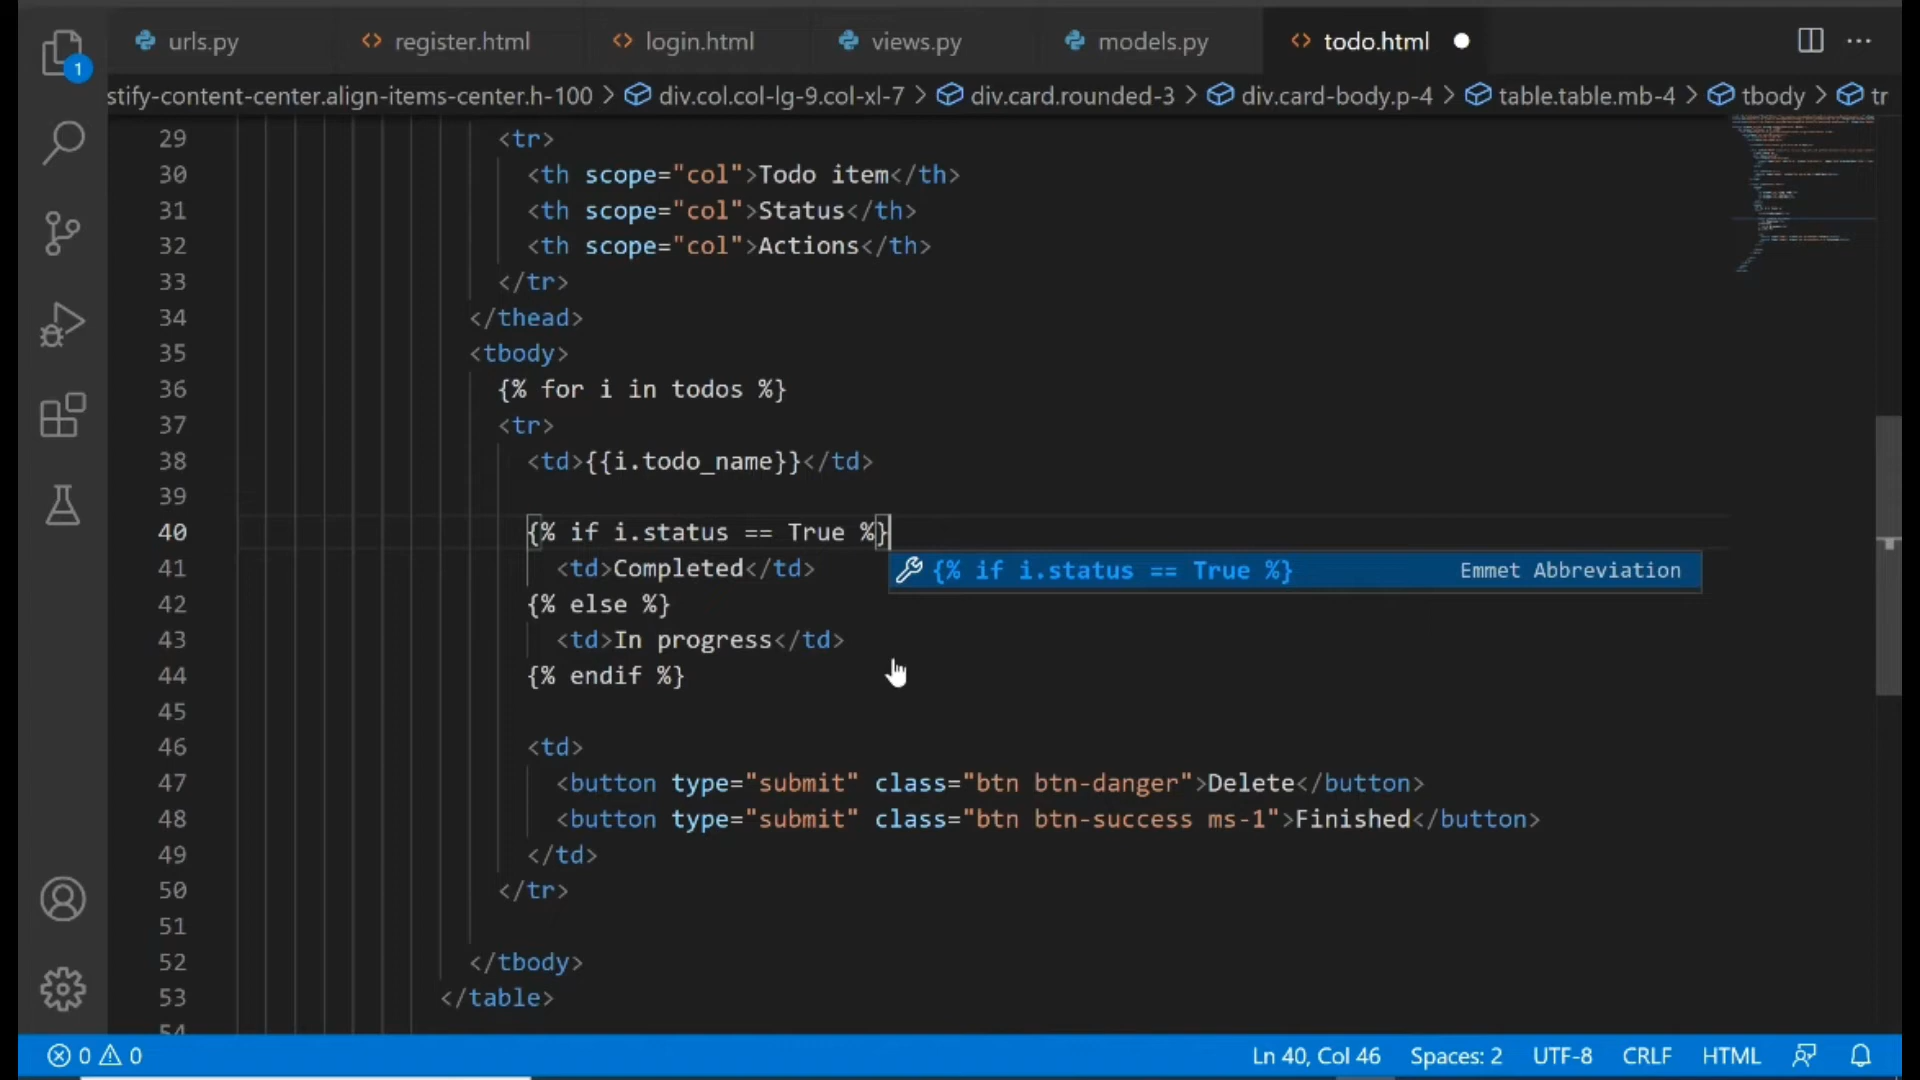 urls.py register.html login.html views.py models.py todo.html
1
stify-content-center.align-items-center.h-100 > div.col.col-lg-9.col-xl-7 > div.card.rounded-3 > div.card-body.p-4 > table.table.mb-4 > tbody > tr
29 <tr>
30 <th scope="col">Todo item</th>
31 <th scope="col">Status</th>
32 <th scope="col">Actions</th>
33 </tr>
34 </thead>
35 <tbody>
36 {% for i in todos %}
37 <tr>
38 <td>{{i.todo_name}}</td>
39
40 {% if i.status == True %}
41 <td>Completed</td> {% if i.status == True %} Emmet Abbreviation
42 {% else %}
43 <td>In progress</td>
44 {% endif %}
45
46 <td>
47 <button type="submit" class="btn btn-danger">Delete</button>
48 <button type="submit" class="btn btn-success ms-1">Finished</button>
49 </td>
50 </tr>
51
52 </tbody>
53 </table>
54
0 0 Ln 40, Col 46 Spaces: 2 UTF-8 CRLF HTML